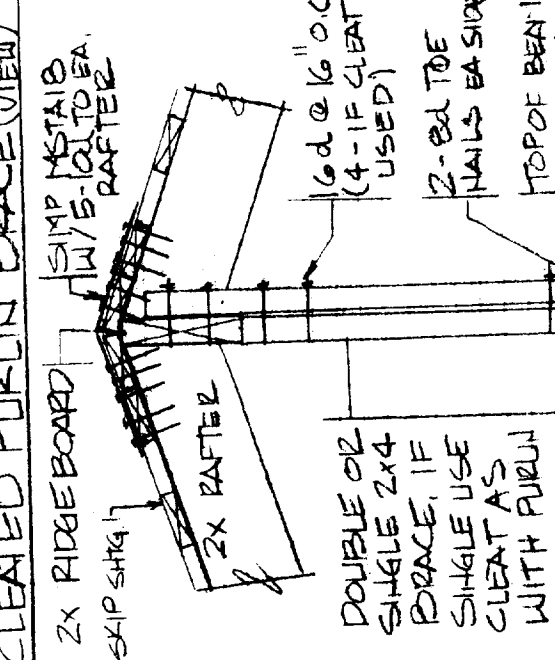 CLEATED PURLIN BRACE (VIEW)
2X RIDGE BOARD
SKIP SHTG.
SIMP MSTA18
W/ 5-10d TO EA.
RAFTER
2X RAFTER
16d @ 16" O.C
(4-IF CLEAT
USED)
2-8d TOE
NAILS EA SIDE
TOP OF
DOUBLE OR
SINGLE 2x4
BRACE, IF
SINGLE USE
CLEAT AS
WITH PURLIN